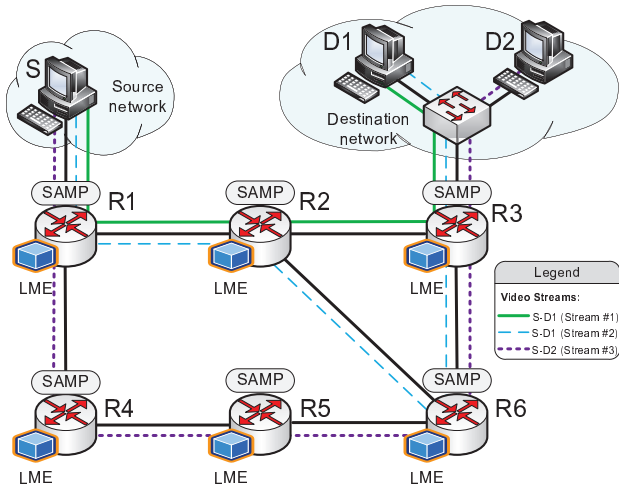 S
Source
network
D1
D2
Destination
network
SAMP
R1
LME
SAMP
R2
LME
SAMP
R3
LME
Legend
Video Streams:
S-D1 (Stream #1)
S-D1 (Stream #2)
S-D2 (Stream #3)
SAMP
R4
LME
SAMP
R5
LME
SAMP
R6
LME